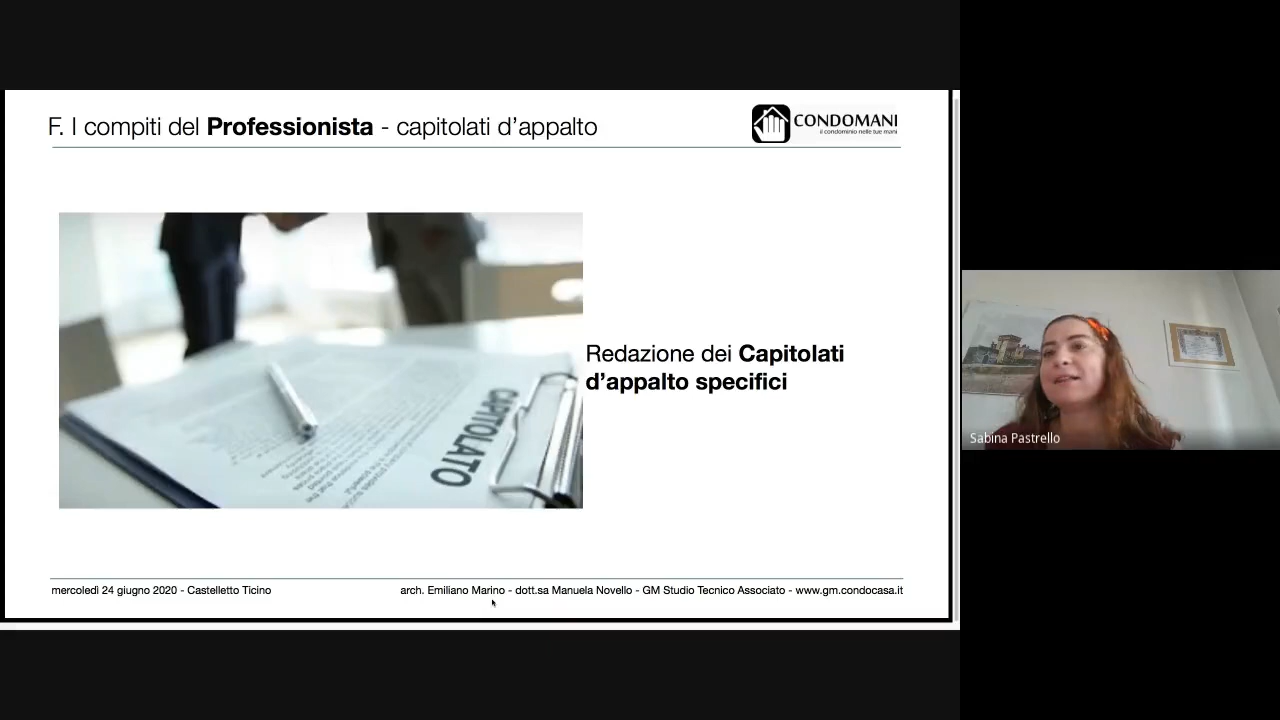 F. I compiti del Professionista - capitolati d'appalto
CONDOMANI
il condominio nelle tue mani
CAPITOLATO
Redazione dei Capitolati
d'appalto specifici
Sabina Pastrello
mercoledì 24 giugno 2020 - Castelletto Ticino
arch. Emiliano Marino - dott.sa Manuela Novello - GM Studio Tecnico Associato - www.gm.condocasa.it